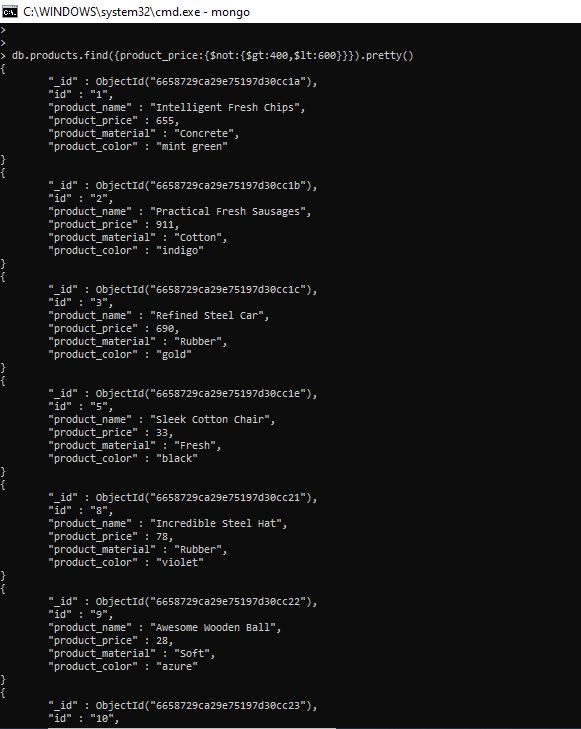 C:\WINDOWS\system32\cmd.exe - mongo
>
>
> db.products.find({product_price:{$not:{$gt:400,$lt:600}}}).pretty()
{
"_id" : ObjectId("6658729ca29e75197d30cc1a"),
"id" : "1",
"product_name" : "Intelligent Fresh Chips",
"product_price" : 655,
"product_material" : "Concrete",
"product_color" : "mint green"
}
{
"_id" : ObjectId("6658729ca29e75197d30cc1b"),
"id" : "2",
"product_name" : "Practical Fresh Sausages",
"product_price" : 911,
"product_material" : "Cotton",
"product_color" : "indigo"
}
{
"_id" : ObjectId("6658729ca29e75197d30cc1c"),
"id" : "3",
"product_name" : "Refined Steel Car",
"product_price" : 690,
"product_material" : "Rubber",
"product_color" : "gold"
}
{
"_id" : ObjectId("6658729ca29e75197d30cc1e"),
"id" : "5",
"product_name" : "Sleek Cotton Chair",
"product_price" : 33,
"product_material" : "Fresh",
"product_color" : "black"
}
{
"_id" : ObjectId("6658729ca29e75197d30cc21"),
"id" : "8",
"product_name" : "Incredible Steel Hat",
"product_price" : 78,
"product_material" : "Rubber",
"product_color" : "violet"
}
{
"_id" : ObjectId("6658729ca29e75197d30cc22"),
"id" : "9",
"product_name" : "Awesome Wooden Ball",
"product_price" : 28,
"product_material" : "Soft",
"product_color" : "azure"
}
{
"_id" : ObjectId("6658729ca29e75197d30cc23"),
"id" : "10",